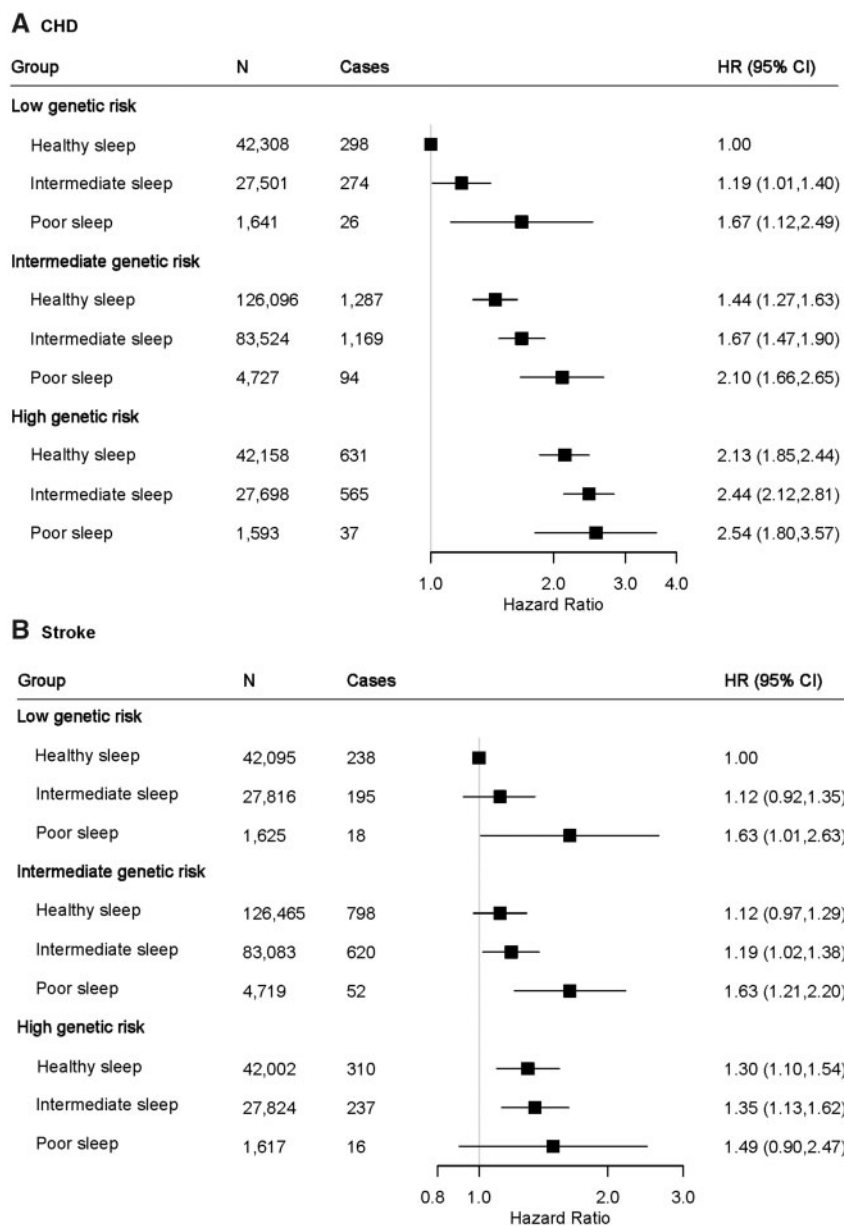 A CHD
Group N Cases HR (95% CI)
Low genetic risk
Healthy sleep 42,308 298 1.00
Intermediate sleep 27,501 274 1.19 (1.01,1.40)
Poor sleep 1,641 26 1.67 (1.12,2.49)
Intermediate genetic risk
Healthy sleep 126,096 1,287 1.44 (1.27,1.63)
Intermediate sleep 83,524 1,169 1.67 (1.47,1.90)
Poor sleep 4,727 94 2.10 (1.66,2.65)
High genetic risk
Healthy sleep 42,158 631 2.13 (1.85,2.44)
Intermediate sleep 27,698 565 2.44 (2.12,2.81)
Poor sleep 1,593 37 2.54 (1.80,3.57)
1.0 2.0 3.0 4.0
Hazard Ratio
B Stroke
Group N Cases HR (95% CI)
Low genetic risk
Healthy sleep 42,095 238 1.00
Intermediate sleep 27,816 195 1.12 (0.92,1.35)
Poor sleep 1,625 18 1.63 (1.01,2.63)
Intermediate genetic risk
Healthy sleep 126,465 798 1.12 (0.97,1.29)
Intermediate sleep 83,083 620 1.19 (1.02,1.38)
Poor sleep 4,719 52 1.63 (1.21,2.20)
High genetic risk
Healthy sleep 42,002 310 1.30 (1.10,1.54)
Intermediate sleep 27,824 237 1.35 (1.13,1.62)
Poor sleep 1,617 16 1.49 (0.90,2.47)
0.8 1.0 2.0 3.0
Hazard Ratio